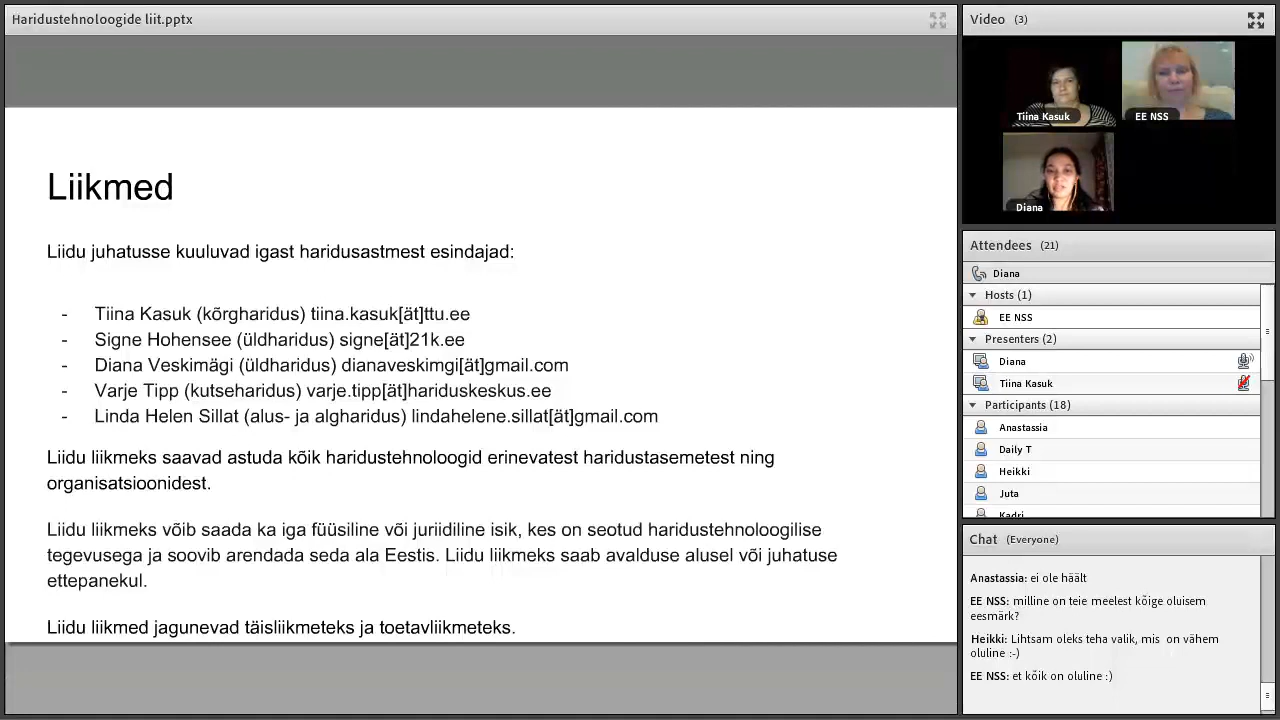 Haridustehnoloogide liit.pptx
Liikmed
Liidu juhatusse kuuluvad igast haridusastmest esindajad:
- Tiina Kasuk (kõrgharidus) tiina.kasuk[ät]ttu.ee
- Signe Hohensee (üldharidus) signe[ät]21k.ee
- Diana Veskimägi (üldharidus) dianaveskimgi[ät]gmail.com
- Varje Tipp (kutseharidus) varje.tipp[ät]hariduskeskus.ee
- Linda Helen Sillat (alus- ja algharidus) lindahelene.sillat[ät]gmail.com
Liidu liikmeks saavad astuda kõik haridustehnoloogid erinevatest haridustasemetest ning
organisatsioonidest.
Liidu liikmeks võib saada ka iga füüsiline või juriidiline isik, kes on seotud haridustehnoloogilise
tegevusega ja soovib arendada seda ala Eestis. Liidu liikmeks saab avalduse alusel või juhatuse
ettepanekul.
Liidu liikmed jagunevad täisliikmeteks ja toetavliikmeteks.
Video (3)
Tiina Kasuk
EE NSS
Diana
Attendees (21)
Diana
Hosts (1)
EE NSS
Presenters (2)
Diana
Tiina Kasuk
Participants (18)
Anastassia
Daily T
Heikki
Juta
Kadri
Chat (Everyone)
Anastassia: ei ole häält
EE NSS: milline on teie meelest kõige oluisem
eesmärk?
Heikki: Lihtsam oleks teha valik, mis on vähem
oluline :-)
EE NSS: et kõik on oluline :)